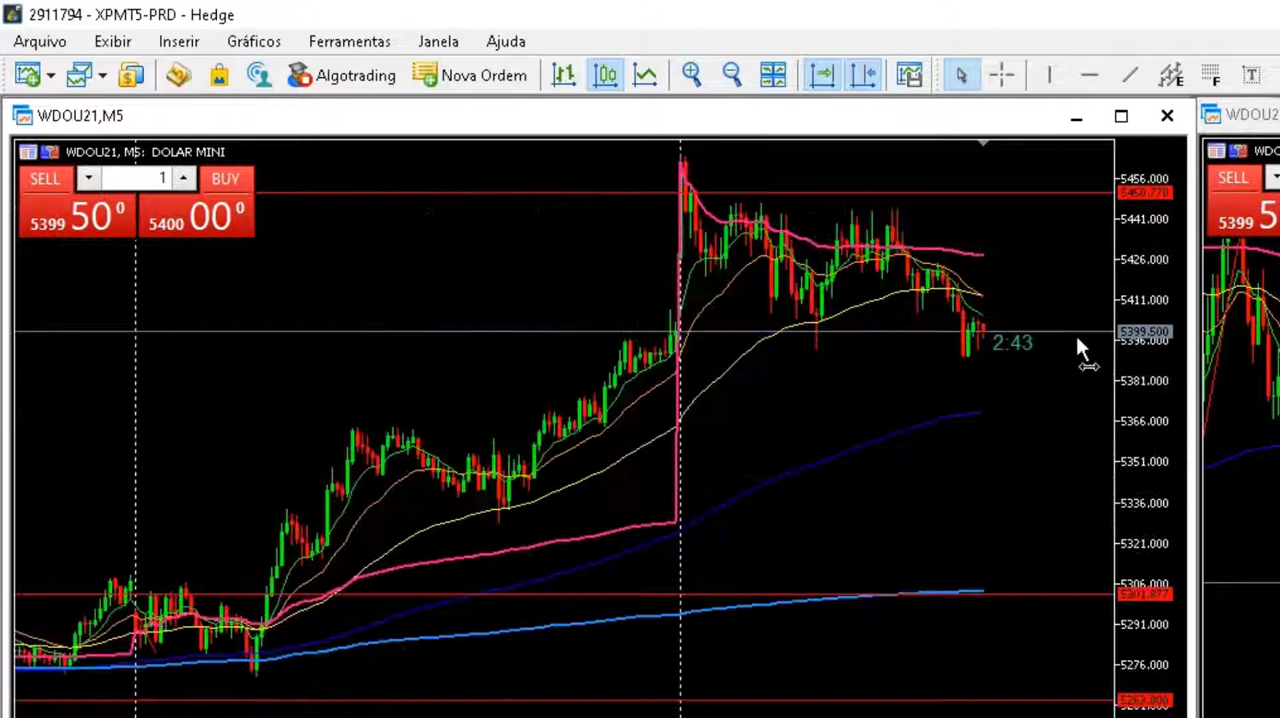 2911794 - XPMT5-PRD - Hedge
Arquivo Exibir Inserir Gráficos Ferramentas Janela Ajuda
Algotrading Nova Ordem E F T
WDOU21,M5
WDOU2
WDOU21, M5: DOLAR MINI
WDO
SELL 1 BUY
SELL
5399 50 0 5400 00 0
5399 5
5456.000
5450.770
5441.000
5426.000
5411.000
5399.500
5396.000
2:43
5381.000
5366.000
5351.000
5336.000
5321.000
5306.000
5301.877
5291.000
5276.000
5263.000